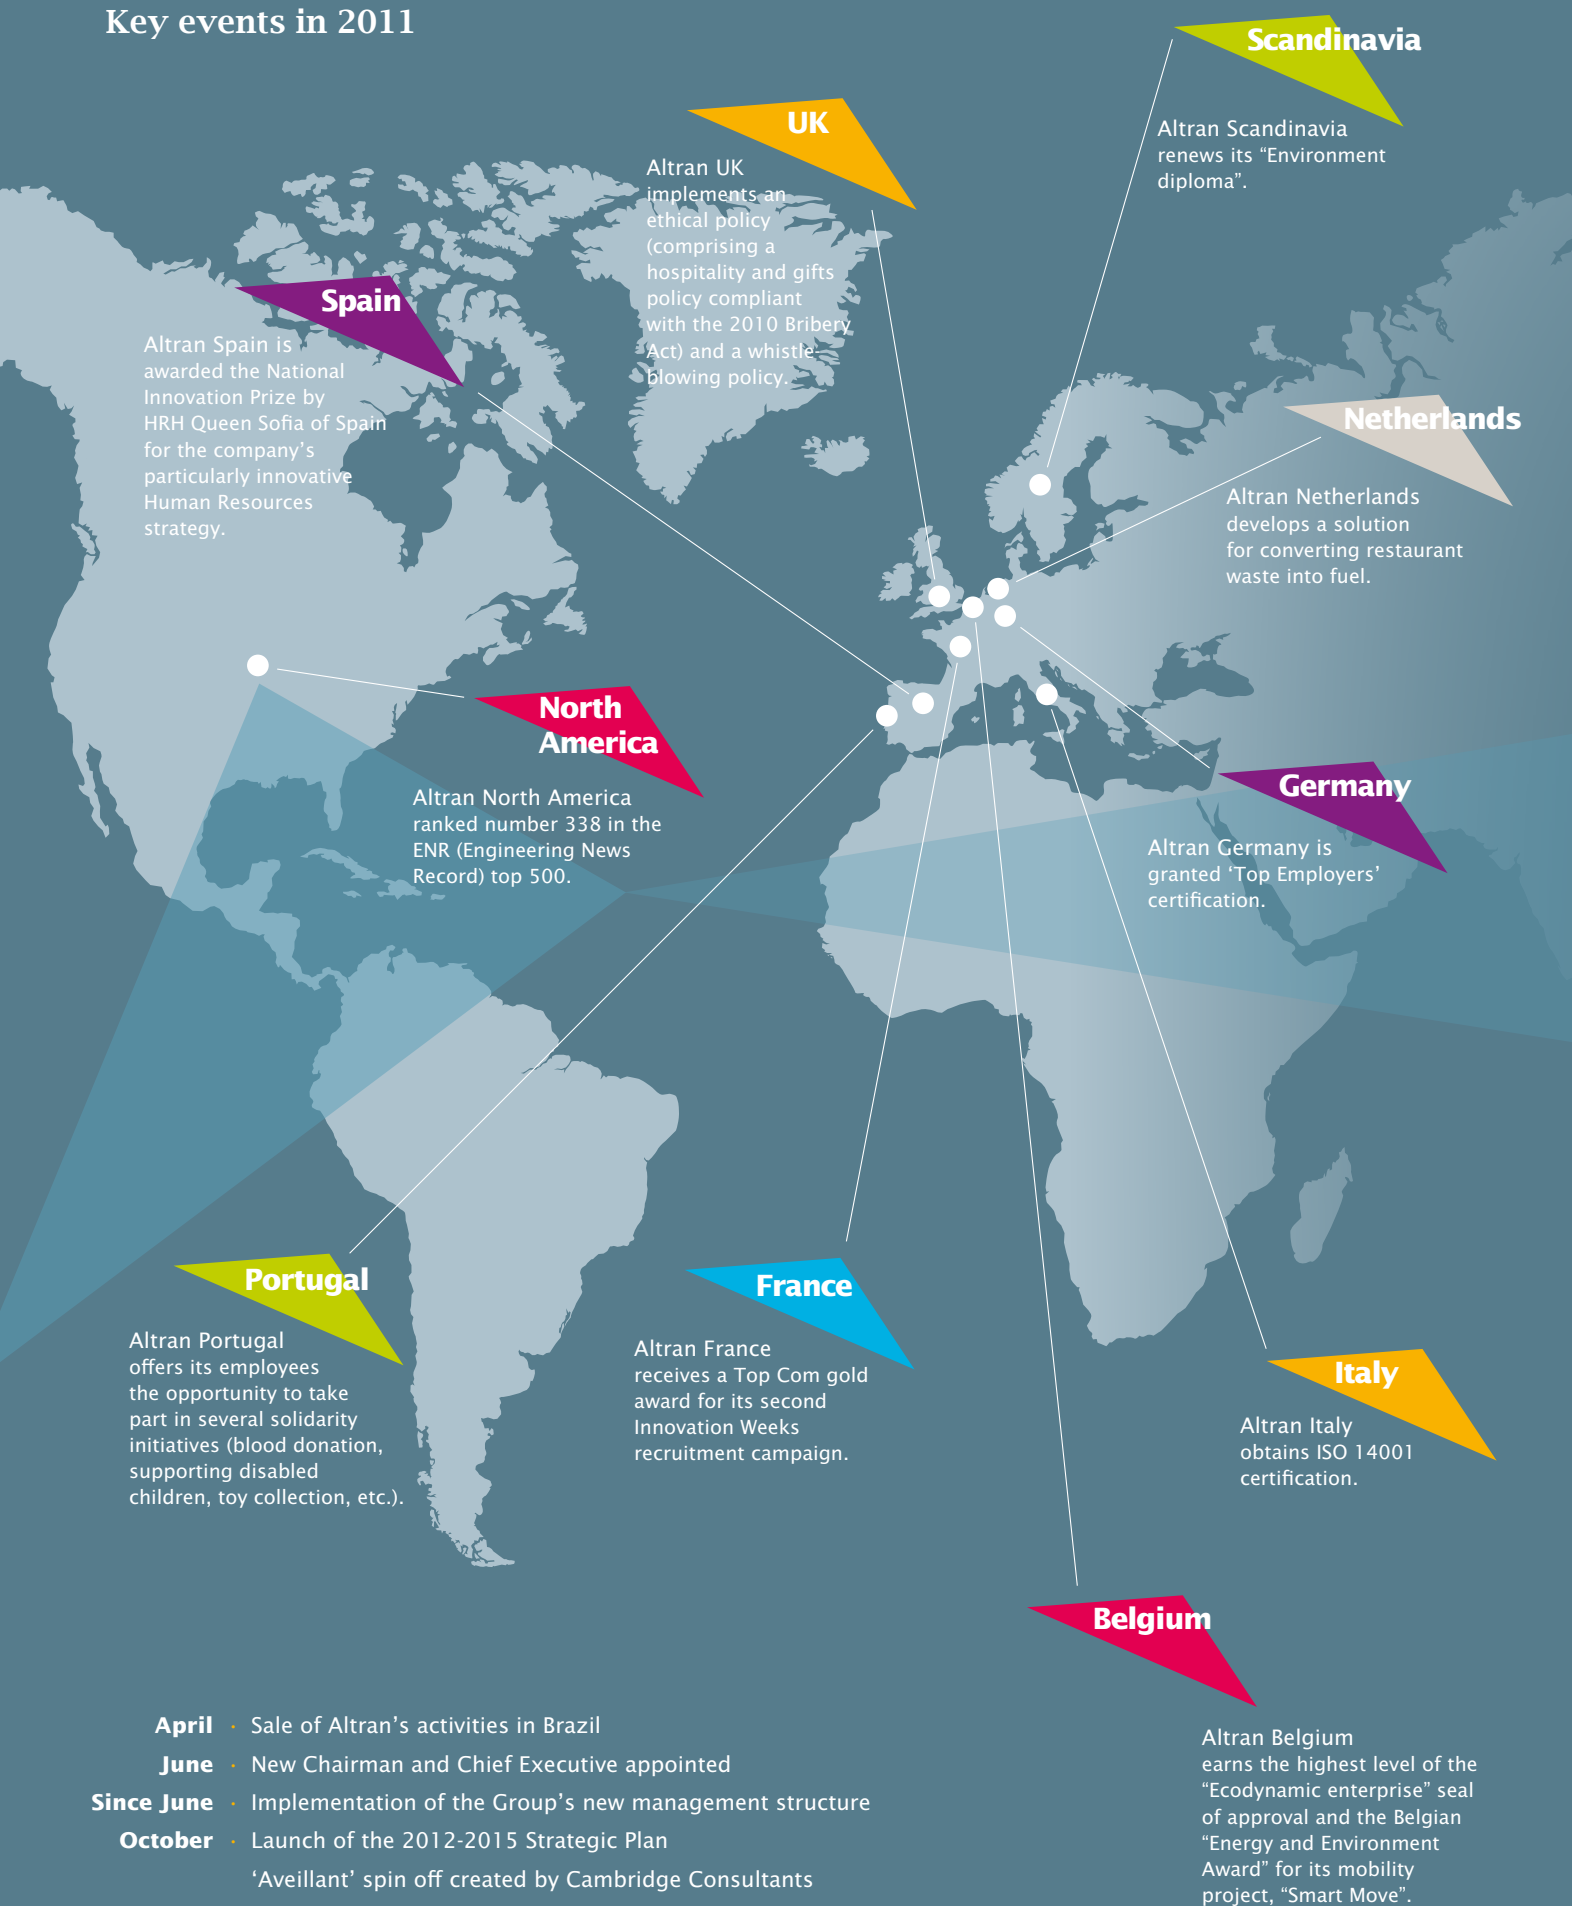 Key events in 2011
Scandinavia
Altran Scandinavia
renews its “Environment
diploma”.
UK
Altran UK
implements an
ethical policy
(comprising a
hospitality and gifts
policy compliant
with the 2010 Bribery
Act) and a whistle-
blowing policy.
Spain
Altran Spain is
awarded the National
Innovation Prize by
HRH Queen Sofia of Spain
for the company’s
particularly innovative
Human Resources
strategy.
Netherlands
Altran Netherlands
develops a solution
for converting restaurant
waste into fuel.
North
America
Altran North America
ranked number 338 in the
ENR (Engineering News
Record) top 500.
Germany
Altran Germany is
granted ‘Top Employers’
certification.
Portugal
Altran Portugal
offers its employees
the opportunity to take
part in several solidarity
initiatives (blood donation,
supporting disabled
children, toy collection, etc.).
France
Altran France
receives a Top Com gold
award for its second
Innovation Weeks
recruitment campaign.
Italy
Altran Italy
obtains ISO 14001
certification.
Belgium
Altran Belgium
earns the highest level of the
“Ecodynamic enterprise” seal
of approval and the Belgian
“Energy and Environment
Award” for its mobility
project, “Smart Move”.
April · Sale of Altran’s activities in Brazil
June · New Chairman and Chief Executive appointed
Since June · Implementation of the Group’s new management structure
October · Launch of the 2012-2015 Strategic Plan
‘Aveillant’ spin off created by Cambridge Consultants